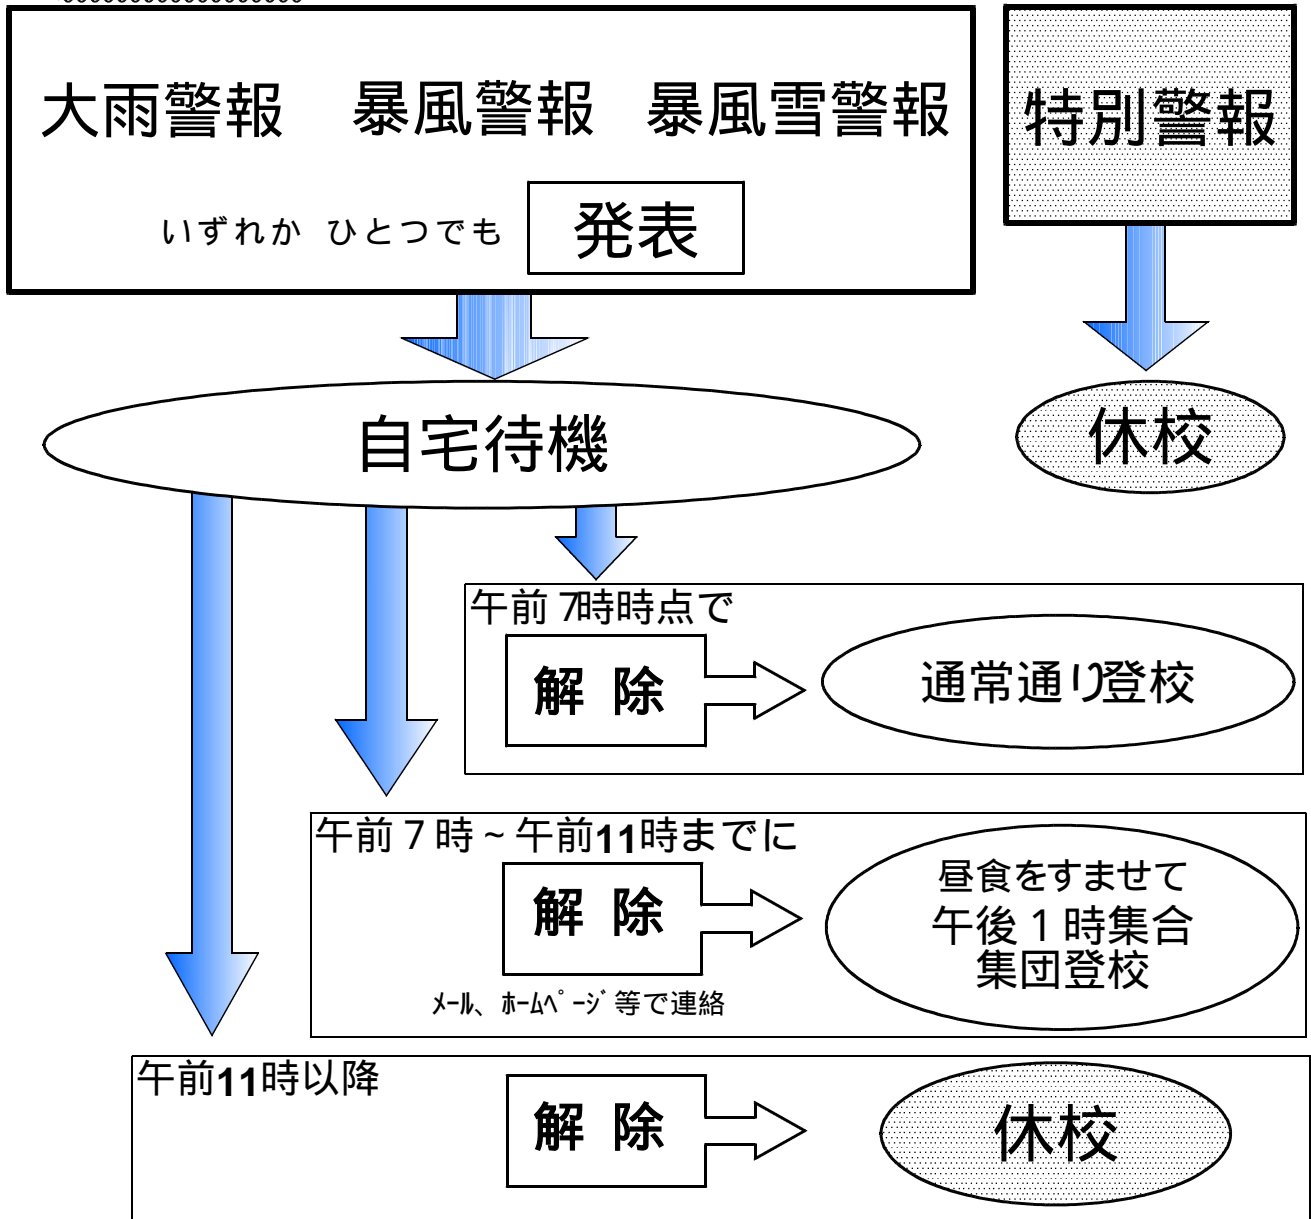 大雨警報　暴風警報　暴風雪警報
いずれか ひとつでも 発表
特別警報
自宅待機
休校
午前7時時点で
解 除
通常通り登校
午前７時～午前11時までに
解 除
メール、ホームページ等で連絡
昼食をすませて
午後１時集合
集団登校
午前11時以降
解 除
休校